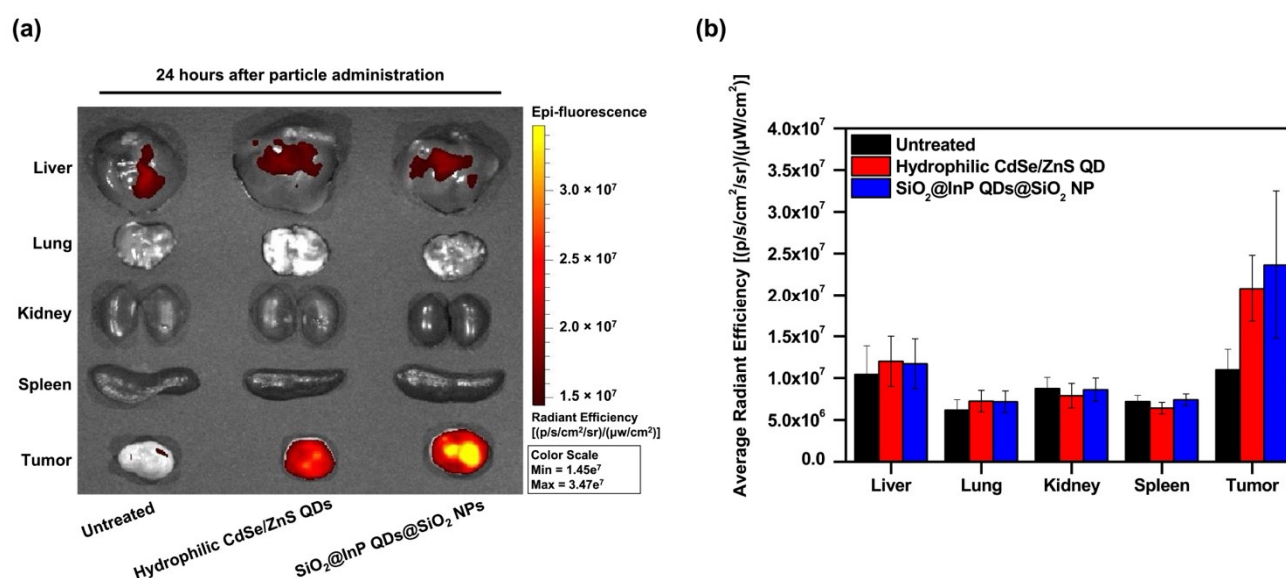 (a)
24 hours after particle administration
Liver
Lung
Kidney
Spleen
Tumor
Untreated
Hydrophilic CdSe/ZnS QDs
SiO₂@InP QDs@SiO₂ NPs
Epi-fluorescence
3.0 × 10⁷
2.5 × 10⁷
2.0 × 10⁷
1.5 × 10⁷
Radiant Efficiency
[(p/s/cm²/sr)/(μw/cm²)]
Color Scale
Min = 1.45e⁷
Max = 3.47e⁷
(b)
Average Radiant Efficiency [(p/s/cm²/sr)/(μW/cm²)]
4.0x10⁷
3.5x10⁷
3.0x10⁷
2.5x10⁷
2.0x10⁷
1.5x10⁷
1.0x10⁷
5.0x10⁶
0.0
Untreated
Hydrophilic CdSe/ZnS QD
SiO₂@InP QDs@SiO₂ NP
Liver
Lung
Kidney
Spleen
Tumor